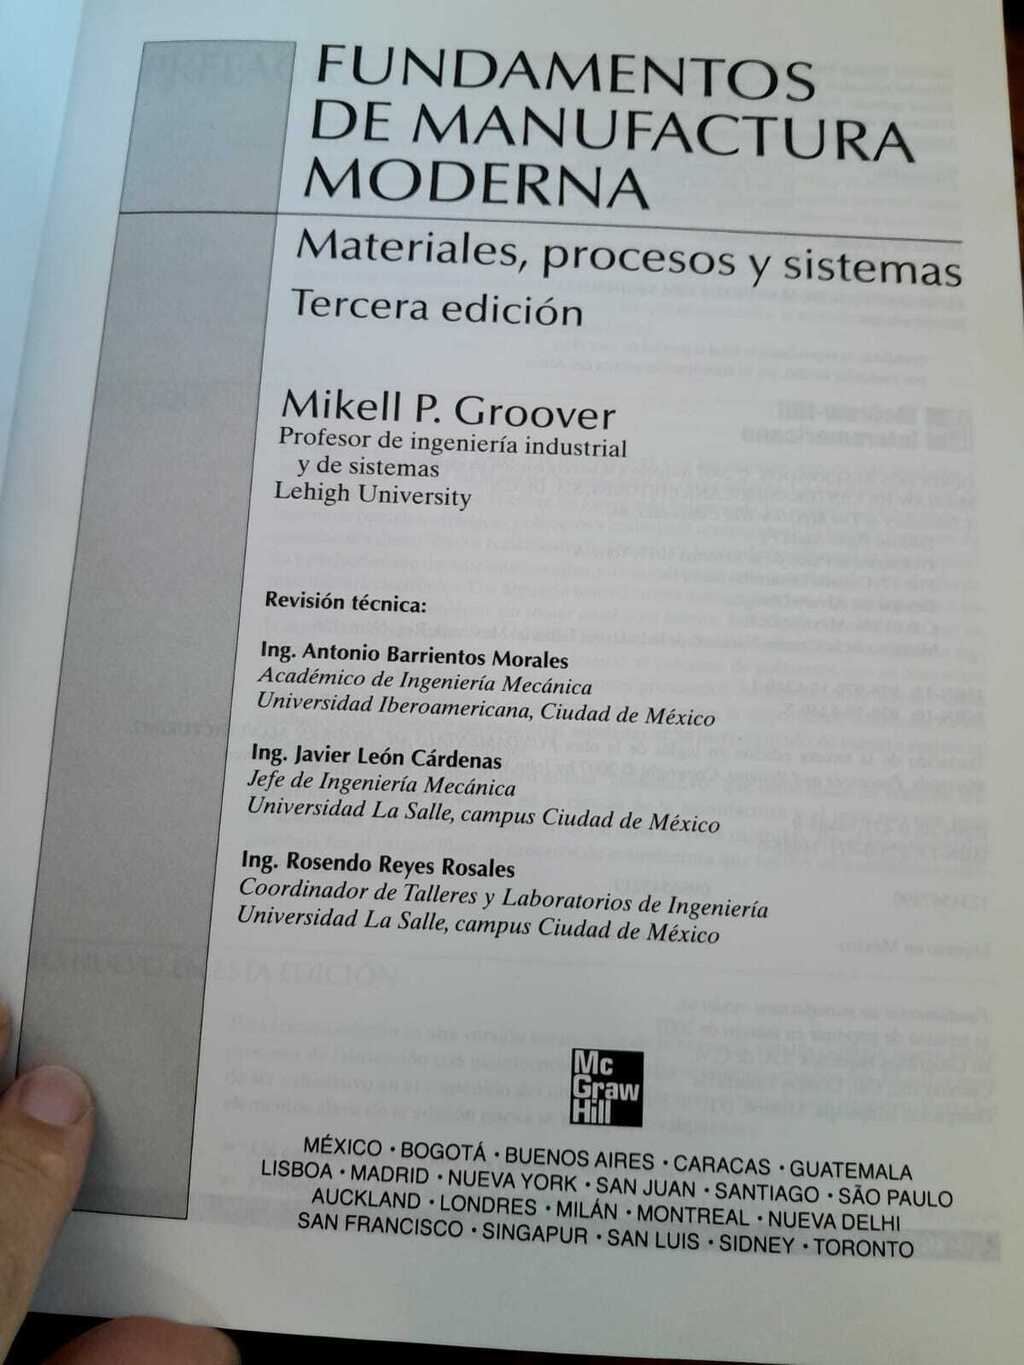 FUNDAMENTOS
DE MANUFACTURA
MODERNA
Materiales, procesos y sistemas
Tercera edición
Mikell P. Groover
Profesor de ingeniería industrial
y de sistemas
Lehigh University
Revisión técnica:
Ing. Antonio Barrientos Morales
Académico de Ingeniería Mecánica
Universidad Iberoamericana, Ciudad de México
Ing. Javier León Cárdenas
Jefe de Ingeniería Mecánica
Universidad La Salle, campus Ciudad de México
Ing. Rosendo Reyes Rosales
Coordinador de Talleres y Laboratorios de Ingeniería
Universidad La Salle, campus Ciudad de México
Mc
Graw
Hill
MÉXICO • BOGOTÁ • BUENOS AIRES • CARACAS • GUATEMALA
LISBOA • MADRID • NUEVA YORK • SAN JUAN • SANTIAGO • SÃO PAULO
AUCKLAND • LONDRES • MILÁN • MONTREAL • NUEVA DELHI
SAN FRANCISCO • SINGAPUR • SAN LUIS • SIDNEY • TORONTO